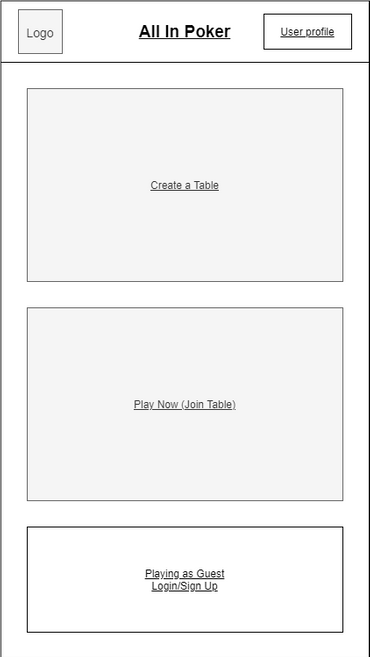 Logo
All In Poker
User profile
Create a Table
Play Now (Join Table)
Playing as Guest
Login/Sign Up